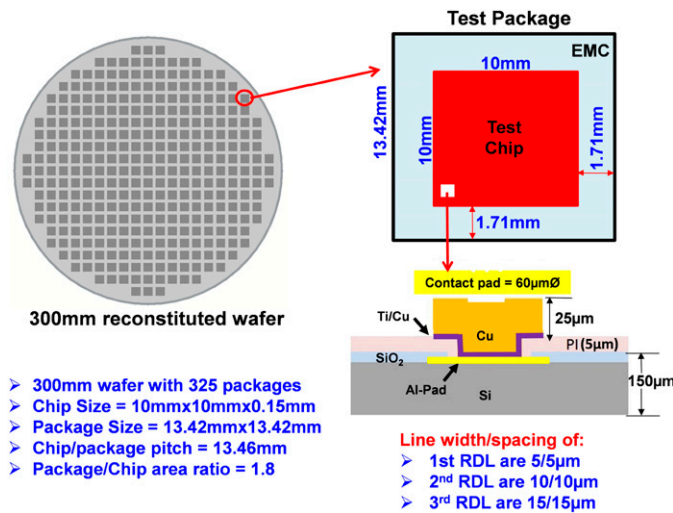 Test Package
EMC
10mm
13.42mm
10mm
Test
Chip
1.71mm
1.71mm
300mm reconstituted wafer
Contact pad = 60µmØ
Ti/Cu
Cu
25µm
PI (5µm)
SiO2
Al-Pad
Si
150µm
➢ 300mm wafer with 325 packages
➢ Chip Size = 10mmx10mmx0.15mm
➢ Package Size = 13.42mmx13.42mm
➢ Chip/package pitch = 13.46mm
➢ Package/Chip area ratio = 1.8
Line width/spacing of:
➢ 1st RDL are 5/5µm
➢ 2nd RDL are 10/10µm
➢ 3rd RDL are 15/15µm